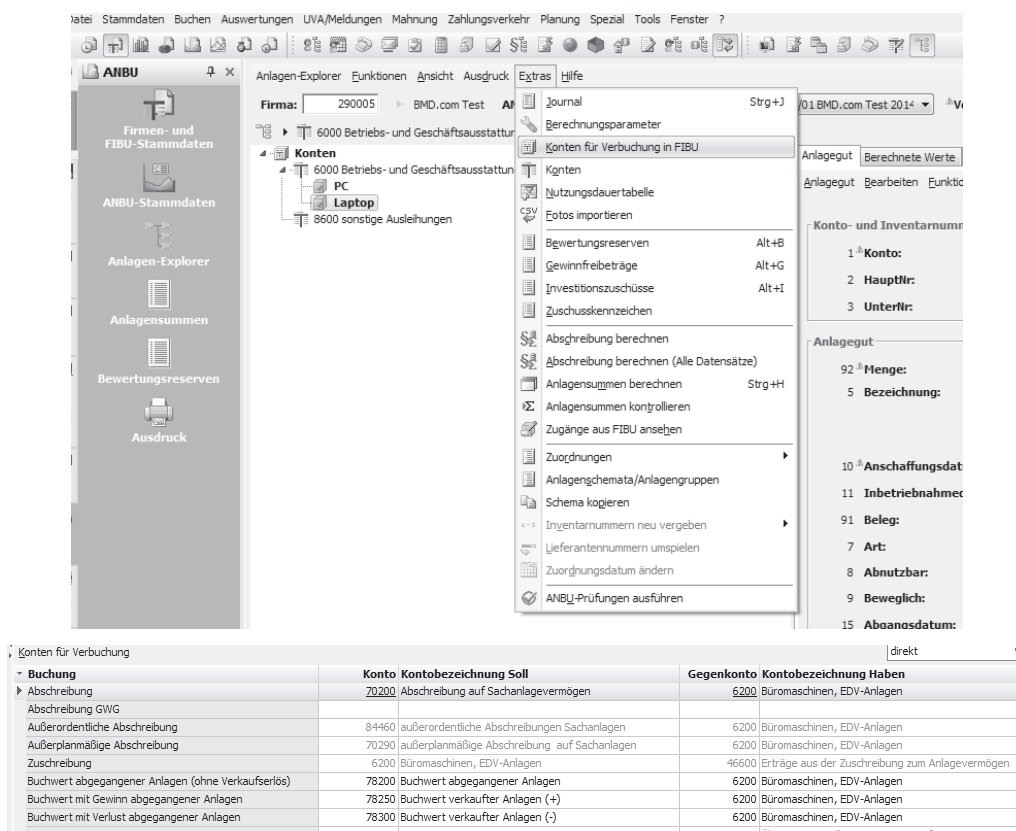 Datei Stammdaten Buchen Auswertungen UVA/Meldungen Mahnung Zahlungsverkehr Planung Spezial Tools Fenster ?
ANBU
Firmen- und
FIBU-Stammdaten
ANBU-Stammdaten
Anlagen-Explorer
Anlagensummen
Bewertungsreserven
Ausdruck
Anlagen-Explorer Funktionen Ansicht Ausdruck Extras Hilfe
Firma: 290005 BMD.com Test
6000 Betriebs- und Geschäftsausstattun
Konten
6000 Betriebs- und Geschäftsausstattun
PC
Laptop
8600 sonstige Ausleihungen
Journal Strg+J
Berechnungsparameter
Konten für Verbuchung in FIBU
Konten
Nutzungsdauertabelle
CSV Fotos importieren
Bewertungsreserven Alt+B
Gewinnfreibeträge Alt+G
Investitionszuschüsse Alt+I
Zuschusskennzeichen
Abschreibung berechnen
Abschreibung berechnen (Alle Datensätze)
Anlagensummen berechnen Strg+H
Anlagensummen kontrollieren
Zugänge aus FIBU ansehen
Zuordnungen
Anlagenschemata/Anlagengruppen
Schema kopieren
Inventarnummern neu vergeben
Lieferantennummern umspielen
Zuordnungsdatum ändern
ANBU-Prüfungen ausführen
/01 BMD.com Test 2014
Anlagegut Berechnete Werte
Anlagegut Bearbeiten Funktio
Konto- und Inventarnumm
1 Konto:
2 HauptNr:
3 UnterNr:
Anlagegut
92 Menge:
5 Bezeichnung:
10 Anschaffungsdat
11 Inbetriebnahmed
91 Beleg:
7 Art:
8 Abnutzbar:
9 Beweglich:
15 Abgangsdatum:
Konten für Verbuchung direkt
Buchung Konto Kontobezeichnung Soll Gegenkonto Kontobezeichnung Haben
Abschreibung 70200 Abschreibung auf Sachanlagevermögen 6200 Büromaschinen, EDV-Anlagen
Abschreibung GWG
Außerordentliche Abschreibung 84460 außerordentliche Abschreibungen Sachanlagen 6200 Büromaschinen, EDV-Anlagen
Außerplanmäßige Abschreibung 70290 außerplanmäßige Abschreibung auf Sachanlagen 6200 Büromaschinen, EDV-Anlagen
Zuschreibung 6200 Büromaschinen, EDV-Anlagen 46600 Erträge aus der Zuschreibung zum Anlagevermögen
Buchwert abgegangener Anlagen (ohne Verkaufserlös) 78200 Buchwert abgegangener Anlagen 6200 Büromaschinen, EDV-Anlagen
Buchwert mit Gewinn abgegangener Anlagen 78250 Buchwert verkaufter Anlagen (+) 6200 Büromaschinen, EDV-Anlagen
Buchwert mit Verlust abgegangener Anlagen 78300 Buchwert verkaufter Anlagen (-) 6200 Büromaschinen, EDV-Anlagen